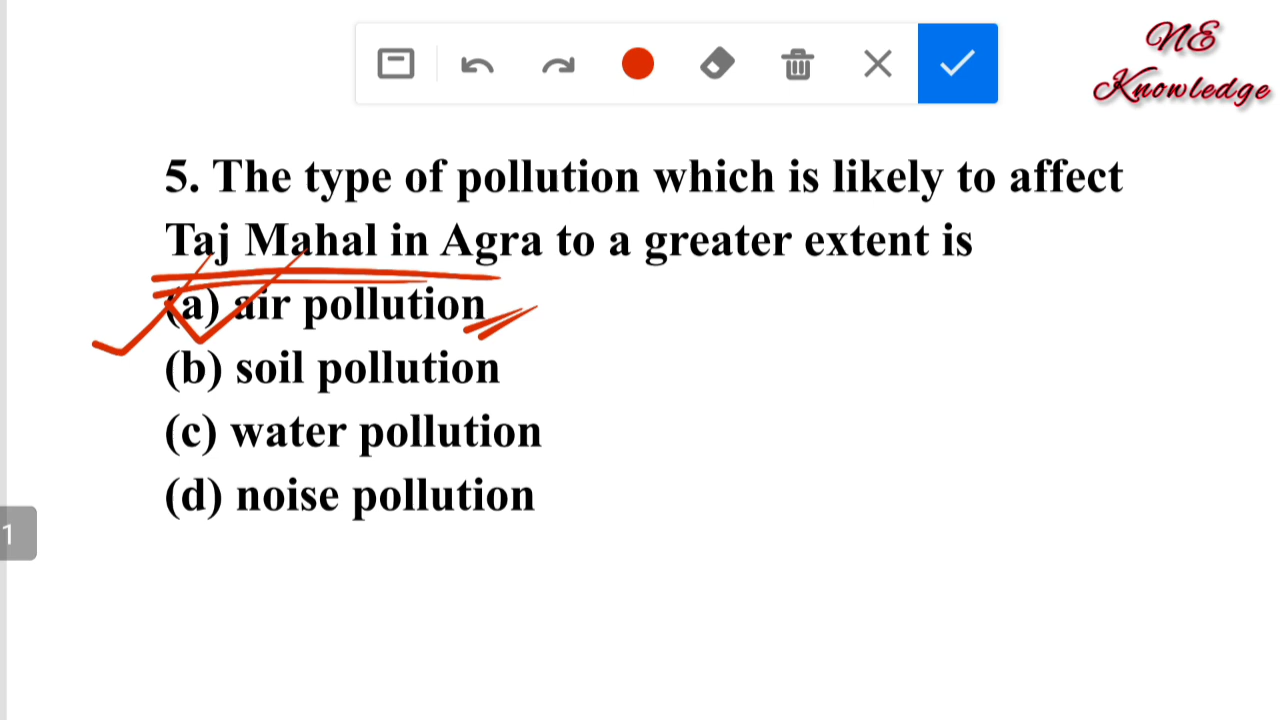 NE
Knowledge
5. The type of pollution which is likely to affect
Taj Mahal in Agra to a greater extent is
(a) air pollution
(b) soil pollution
(c) water pollution
(d) noise pollution
1